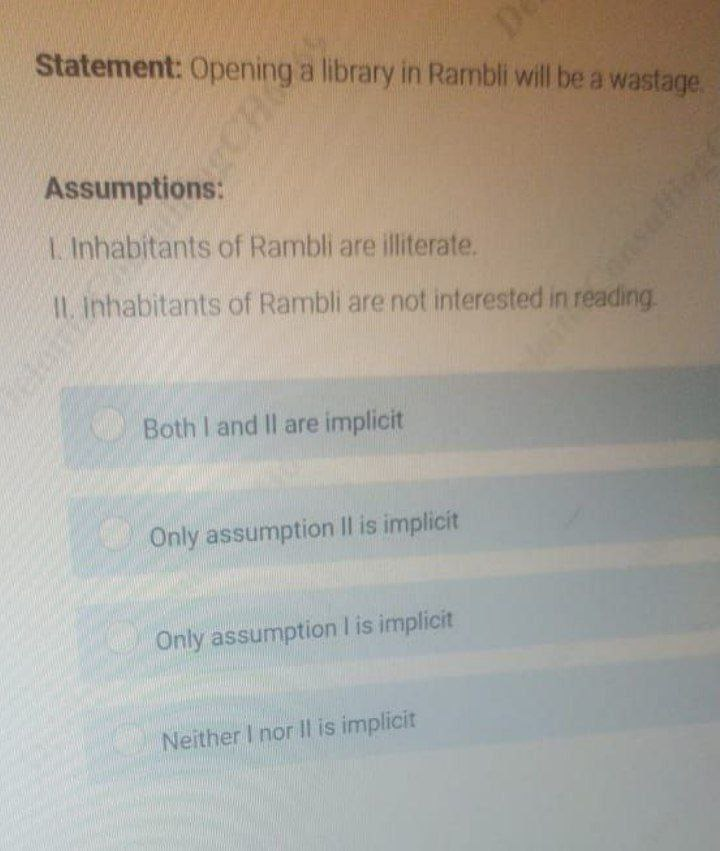 Statement: Opening a library in Rambli will be a wastage.
Assumptions:
I. Inhabitants of Rambli are illiterate.
II. Inhabitants of Rambli are not interested in reading.
Both I and II are implicit
Only assumption II is implicit
Only assumption I is implicit
Neither I nor II is implicit